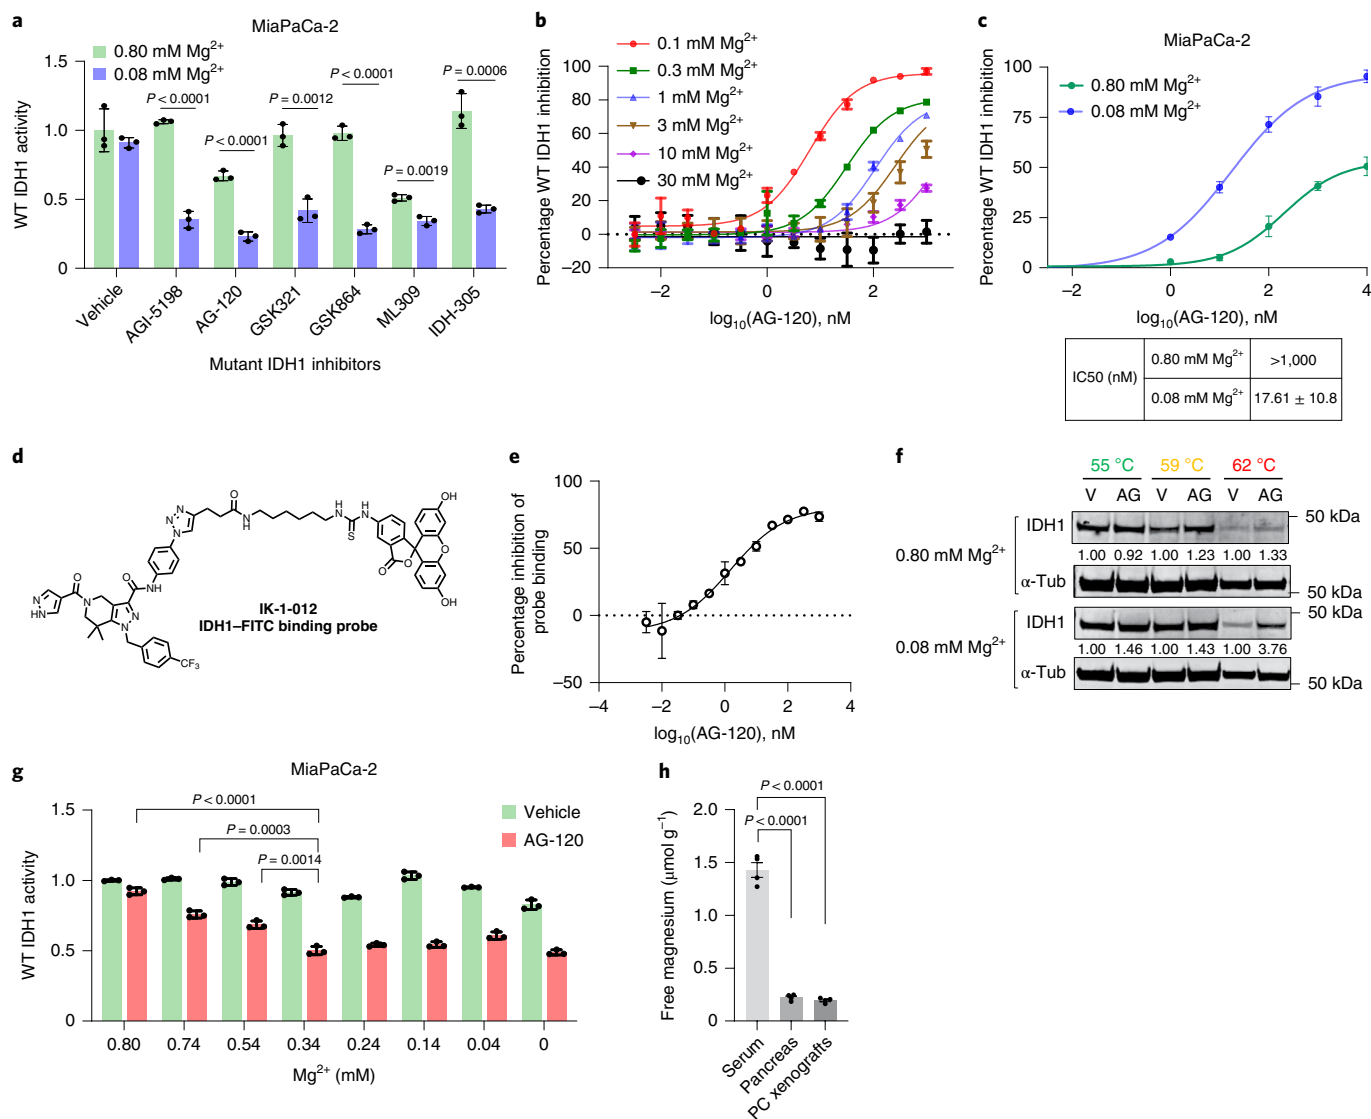 a
MiaPaCa-2
0.80 mM Mg2+
0.08 mM Mg2+
P < 0.0001
P < 0.0001
P = 0.0012
P < 0.0001
P = 0.0019
P = 0.0006
WT IDH1 activity
1.5
1.0
0.5
0
Vehicle
AGI-5198
AG-120
GSK321
GSK864
ML309
IDH-305
Mutant IDH1 inhibitors
b
0.1 mM Mg2+
0.3 mM Mg2+
1 mM Mg2+
3 mM Mg2+
10 mM Mg2+
30 mM Mg2+
Percentage WT IDH1 inhibition
100
80
60
40
20
0
−20
−2
0
2
log10(AG-120), nM
c
MiaPaCa-2
0.80 mM Mg2+
0.08 mM Mg2+
Percentage WT IDH1 inhibition
100
75
50
25
0
−2
0
2
4
log10(AG-120), nM
IC50 (nM)
0.80 mM Mg2+
>1,000
0.08 mM Mg2+
17.61 ± 10.8
d
N
N
N
O
N
H
H
N
S
H
N
OH
O
O
O
OH
O
N
HN
O
N
O
NH
N
N
CF3
IK-1-012
IDH1–FITC binding probe
e
Percentage inhibition of
probe binding
100
50
0
−50
−4
−2
0
2
4
log10(AG-120), nM
f
55 °C
59 °C
62 °C
V
AG
V
AG
V
AG
0.80 mM Mg2+
IDH1
50 kDa
1.00
0.92
1.00
1.23
1.00
1.33
α-Tub
50 kDa
0.08 mM Mg2+
IDH1
50 kDa
1.00
1.46
1.00
1.43
1.00
3.76
α-Tub
50 kDa
g
MiaPaCa-2
P < 0.0001
P = 0.0003
P = 0.0014
Vehicle
AG-120
WT IDH1 activity
1.5
1.0
0.5
0
0.80
0.74
0.54
0.34
0.24
0.14
0.04
0
Mg2+ (mM)
h
P < 0.0001
P < 0.0001
Free magnesium (µmol g−1)
2.0
1.5
1.0
0.5
0
Serum
Pancreas
PC xenografts